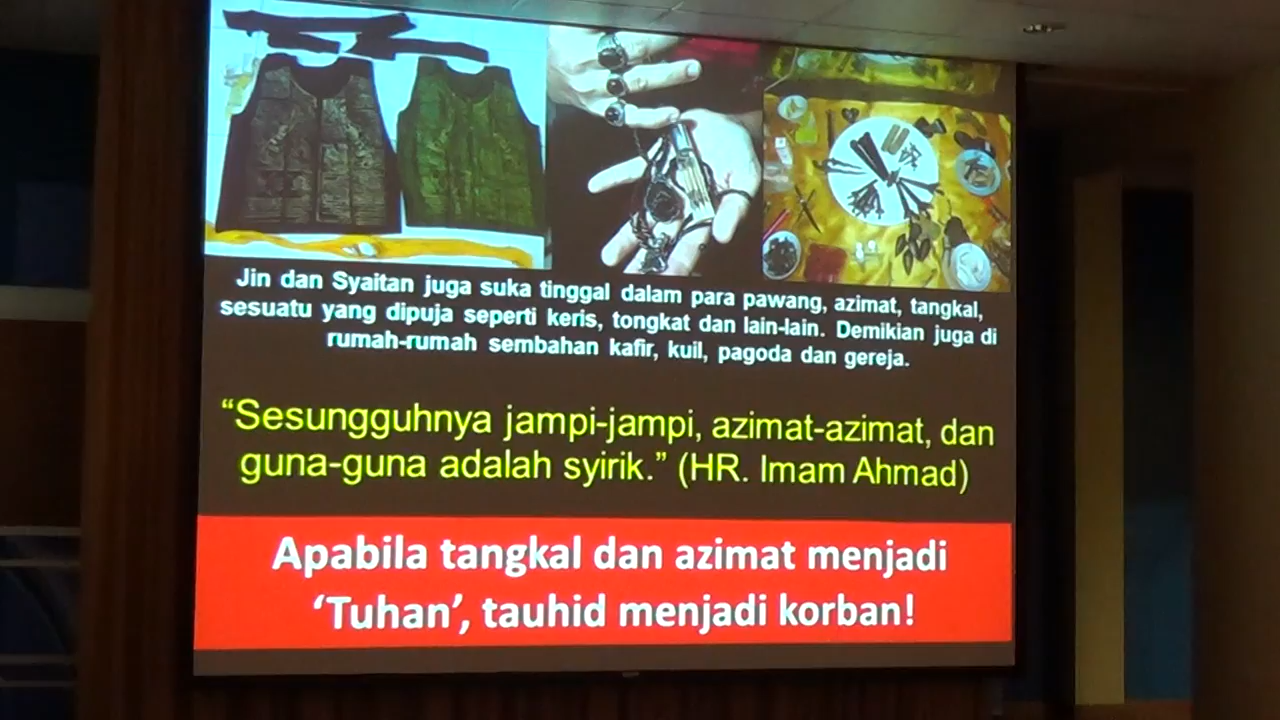 Jin dan Syaitan juga suka tinggal dalam para pawang, azimat, tangkal,
sesuatu yang dipuja seperti keris, tongkat dan lain-lain. Demikian juga di
rumah-rumah sembahan kafir, kuil, pagoda dan gereja.
“Sesungguhnya jampi-jampi, azimat-azimat, dan
guna-guna adalah syirik.” (HR. Imam Ahmad)
Apabila tangkal dan azimat menjadi
‘Tuhan’, tauhid menjadi korban!